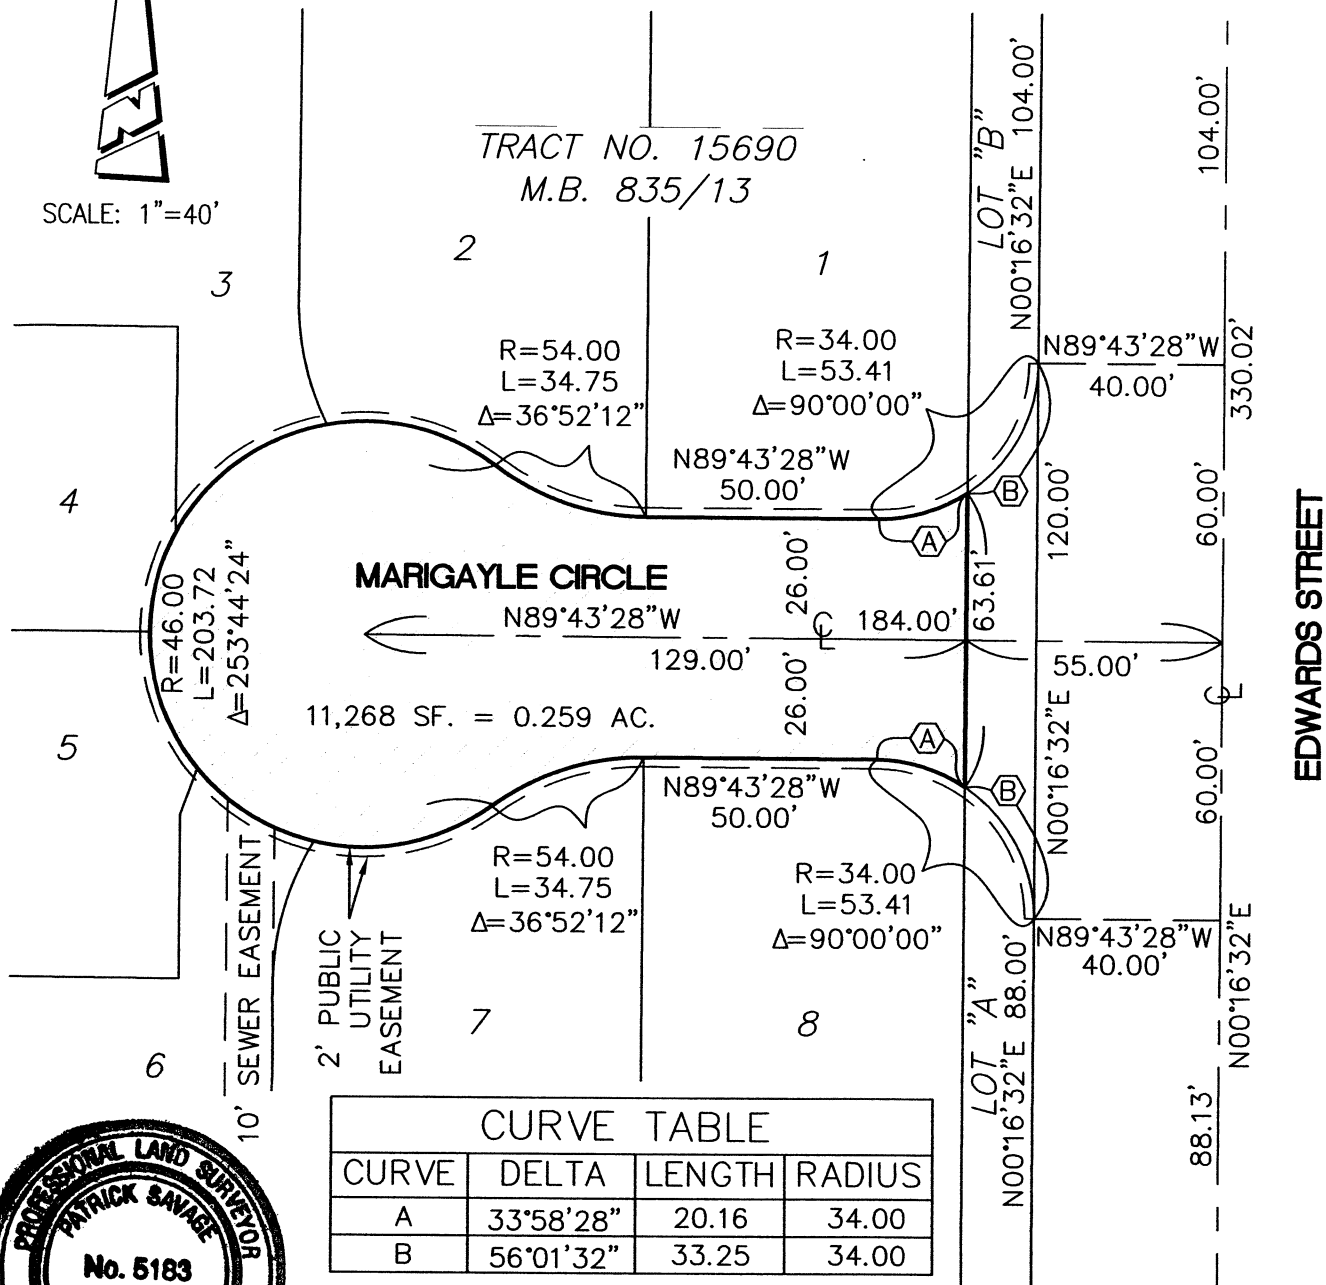 SCALE: 1"=40'
TRACT NO. 15690
M.B. 835/13
3
2
1
4
5
6
7
8
LOT "B"
N00°16'32"E 104.00'
104.00'
330.02'
R=54.00
L=34.75
Δ=36°52'12"
R=34.00
L=53.41
Δ=90°00'00"
N89°43'28"W
40.00'
N89°43'28"W
50.00'
A
B
120.00'
60.00'
EDWARDS STREET
R=46.00
L=203.72
Δ=253°44'24"
MARIGAYLE CIRCLE
N89°43'28"W
129.00'
26.00'
26.00'
CL
184.00'
63.61'
55.00'
CL
11,268 SF. = 0.259 AC.
N00°16'32"E
60.00'
A
B
N89°43'28"W
50.00'
R=54.00
L=34.75
Δ=36°52'12"
R=34.00
L=53.41
Δ=90°00'00"
N89°43'28"W
40.00'
N00°16'32"E
88.13'
LOT "A"
N00°16'32"E 88.00'
10' SEWER EASEMENT
2' PUBLIC
UTILITY
EASEMENT
CURVE TABLE
CURVE DELTA LENGTH RADIUS
A 33°58'28" 20.16 34.00
B 56°01'32" 33.25 34.00
PROFESSIONAL LAND SURVEYOR
PATRICK SAVAGE
No. 5183